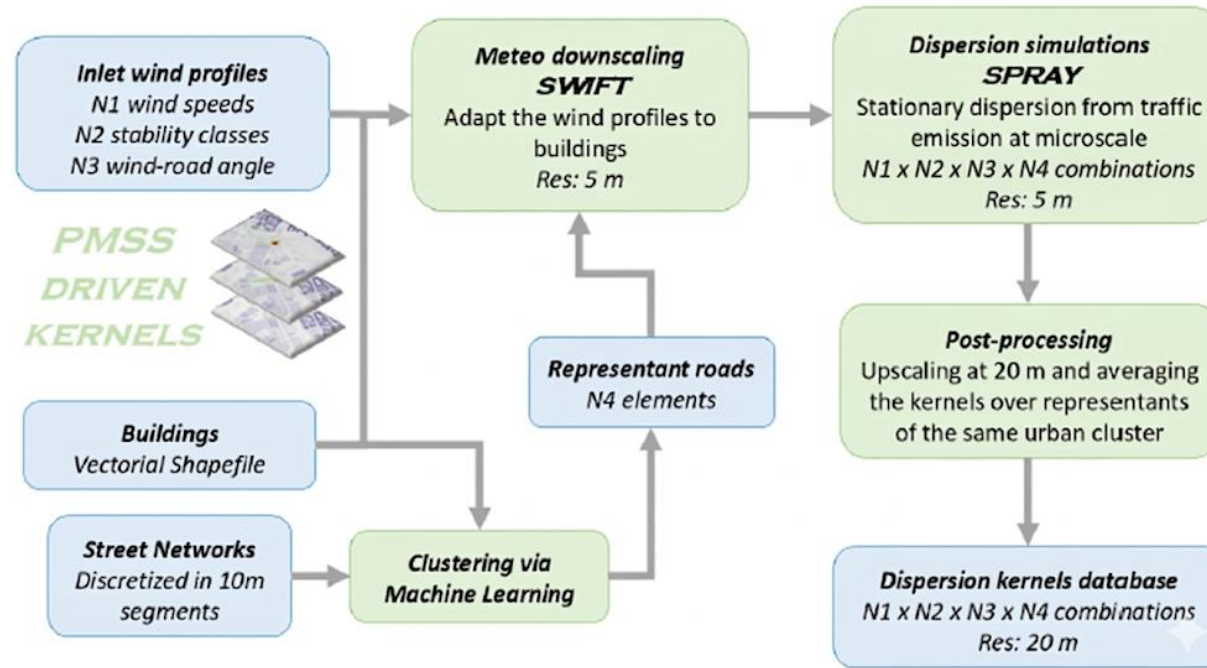 Inlet wind profiles
N1 wind speeds
N2 stability classes
N3 wind-road angle
Meteo downscaling
SWIFT
Adapt the wind profiles to
buildings
Res: 5 m
Dispersion simulations
SPRAY
Stationary dispersion from traffic
emission at microscale
N1 x N2 x N3 x N4 combinations
Res: 5 m
PMSS
DRIVEN
KERNELS
Representant roads
N4 elements
Post-processing
Upscaling at 20 m and averaging
the kernels over representants
of the same urban cluster
Buildings
Vectorial Shapefile
Street Networks
Discretized in 10m
segments
Clustering via
Machine Learning
Dispersion kernels database
N1 x N2 x N3 x N4 combinations
Res: 20 m